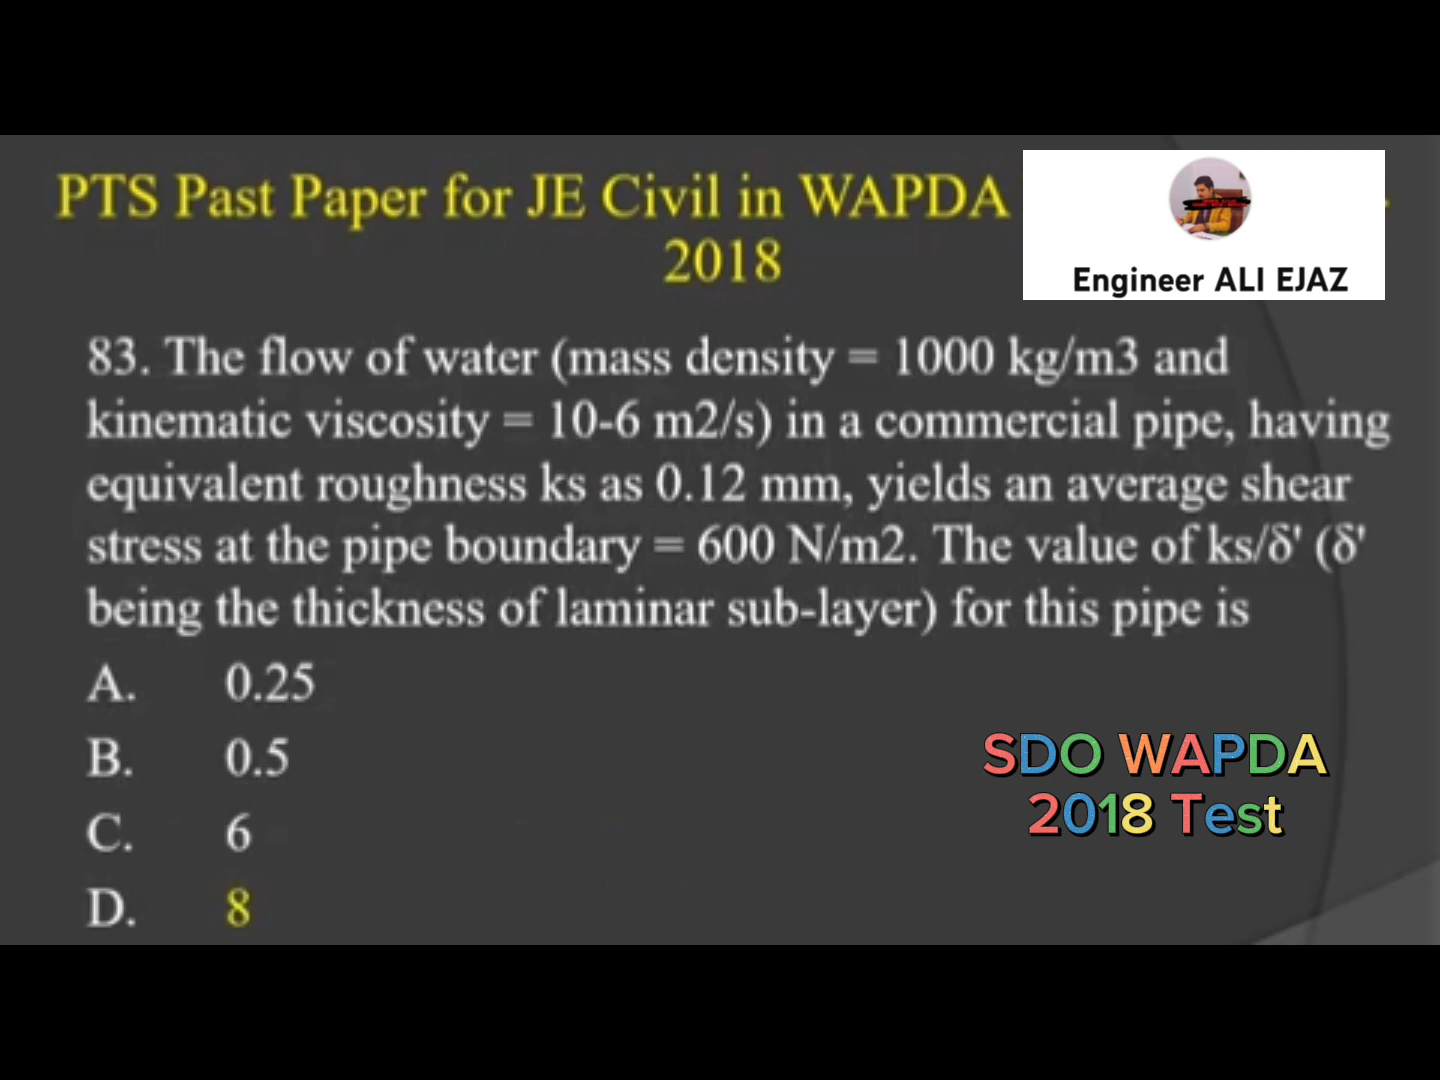 PTS Past Paper for JE Civil in WAPDA
2018
Engineer ALI EJAZ
83. The flow of water (mass density = 1000 kg/m3 and
kinematic viscosity = 10-6 m2/s) in a commercial pipe, having
equivalent roughness ks as 0.12 mm, yields an average shear
stress at the pipe boundary = 600 N/m2. The value of ks/δ' (δ'
being the thickness of laminar sub-layer) for this pipe is
A. 0.25
B. 0.5
C. 6
D. 8
SDO WAPDA
2018 Test